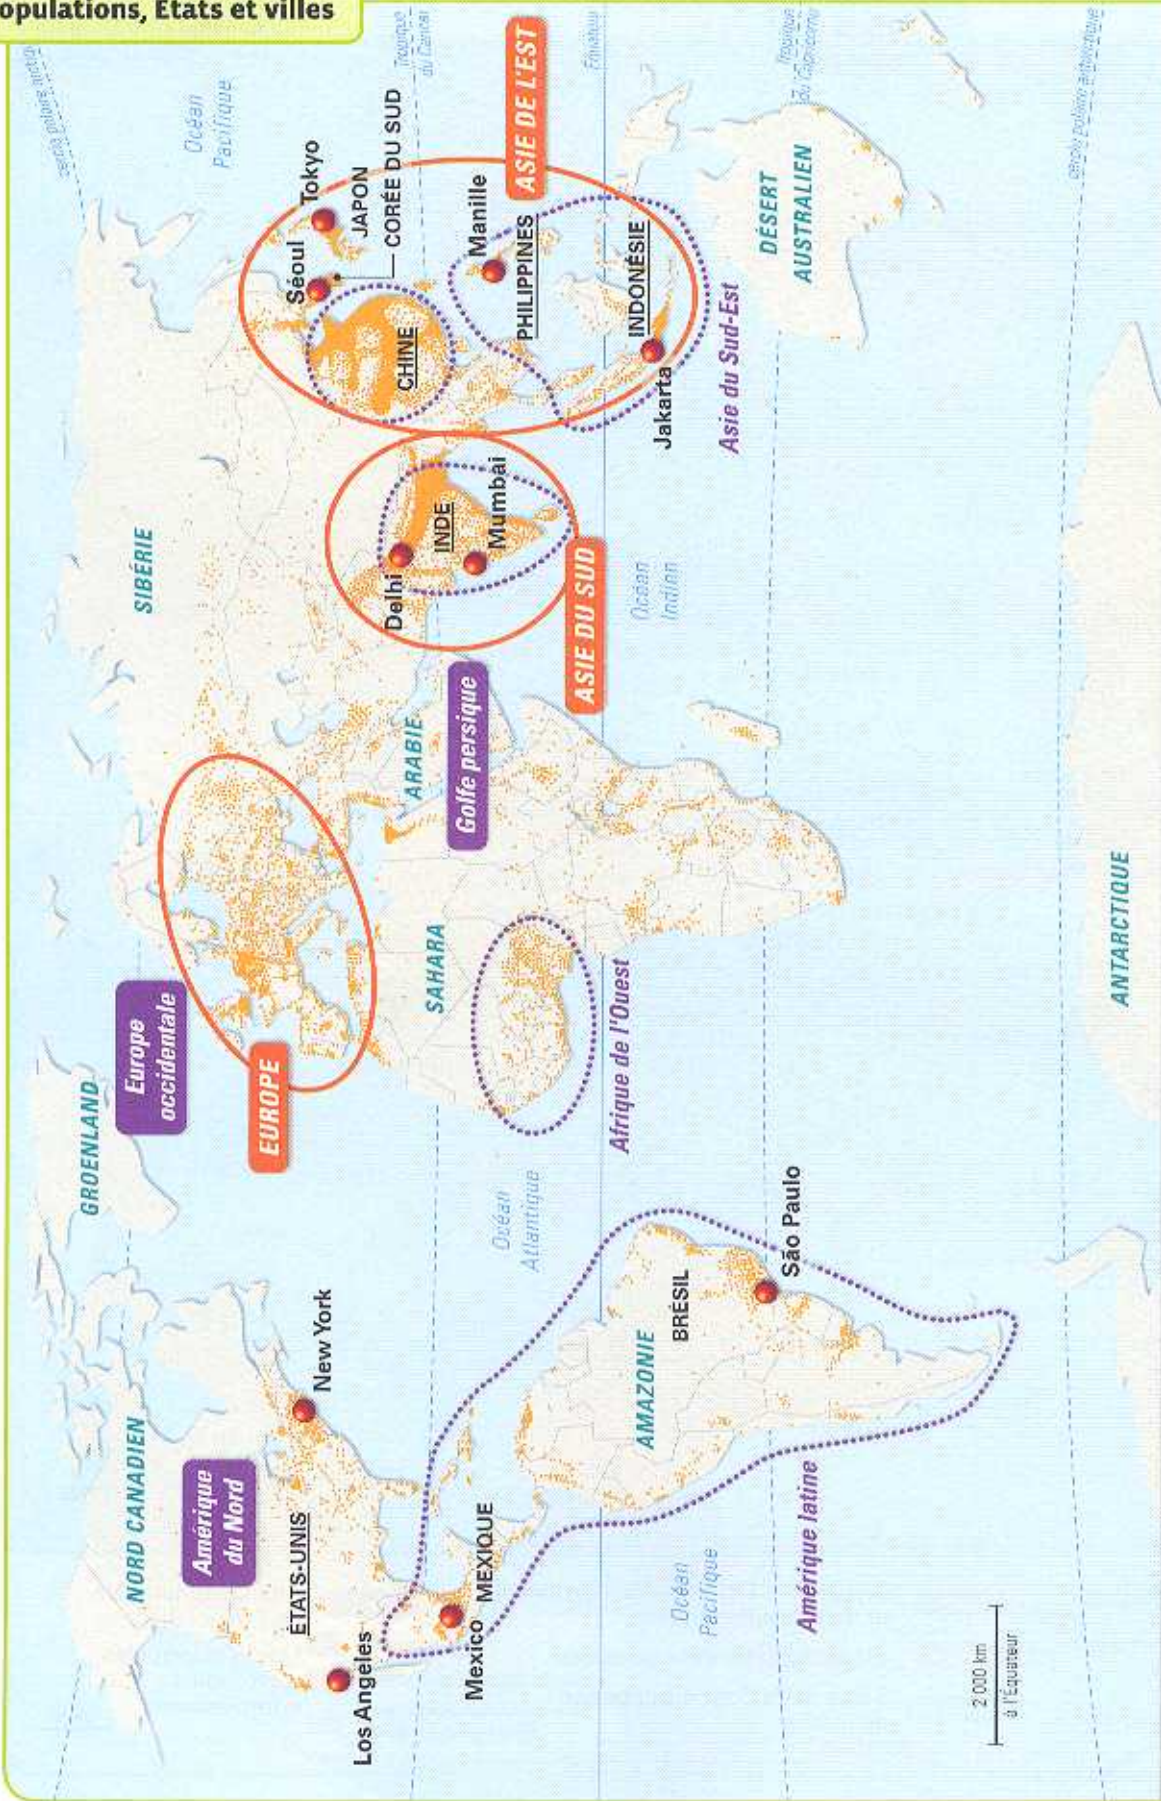 opulations, États et villes
cercle polaire arctique
GROENLAND
NORD CANADIEN
SIBÉRIE
Europe
occidentale
Océan
Pacifique
Amérique
du Nord
EUROPE
ÉTATS-UNIS
New York
Los Angeles
Séoul
Tokyo
JAPON
CORÉE DU SUD
CHINE
Tropique
du Cancer
Delhi
INDE
Mumbai
ARABIE
Golfe persique
SAHARA
Mexico
MEXIQUE
Manille
PHILIPPINES
ASIE DE L'EST
Océan
Atlantique
ASIE DU SUD
Équateur
Afrique de l'Ouest
Océan
Indien
INDONÉSIE
Jakarta
AMAZONIE
BRÉSIL
Océan
Pacifique
Asie du Sud-Est
São Paulo
Tropique
du Capricorne
DÉSERT
AUSTRALIEN
Amérique latine
2 000 km
à l'Équateur
cercle polaire antarctique
ANTARCTIQUE